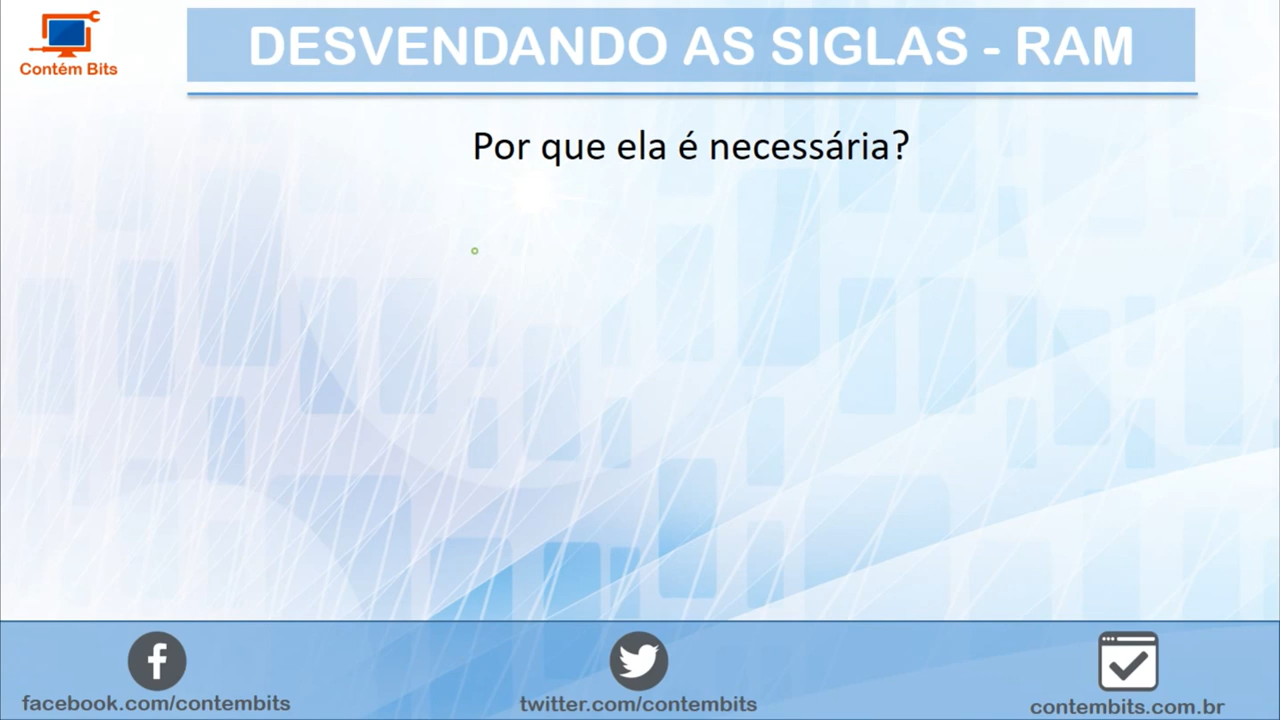 Contém Bits
DESVENDANDO AS SIGLAS - RAM
Por que ela é necessária?
facebook.com/contembits
twitter.com/contembits
contembits.com.br